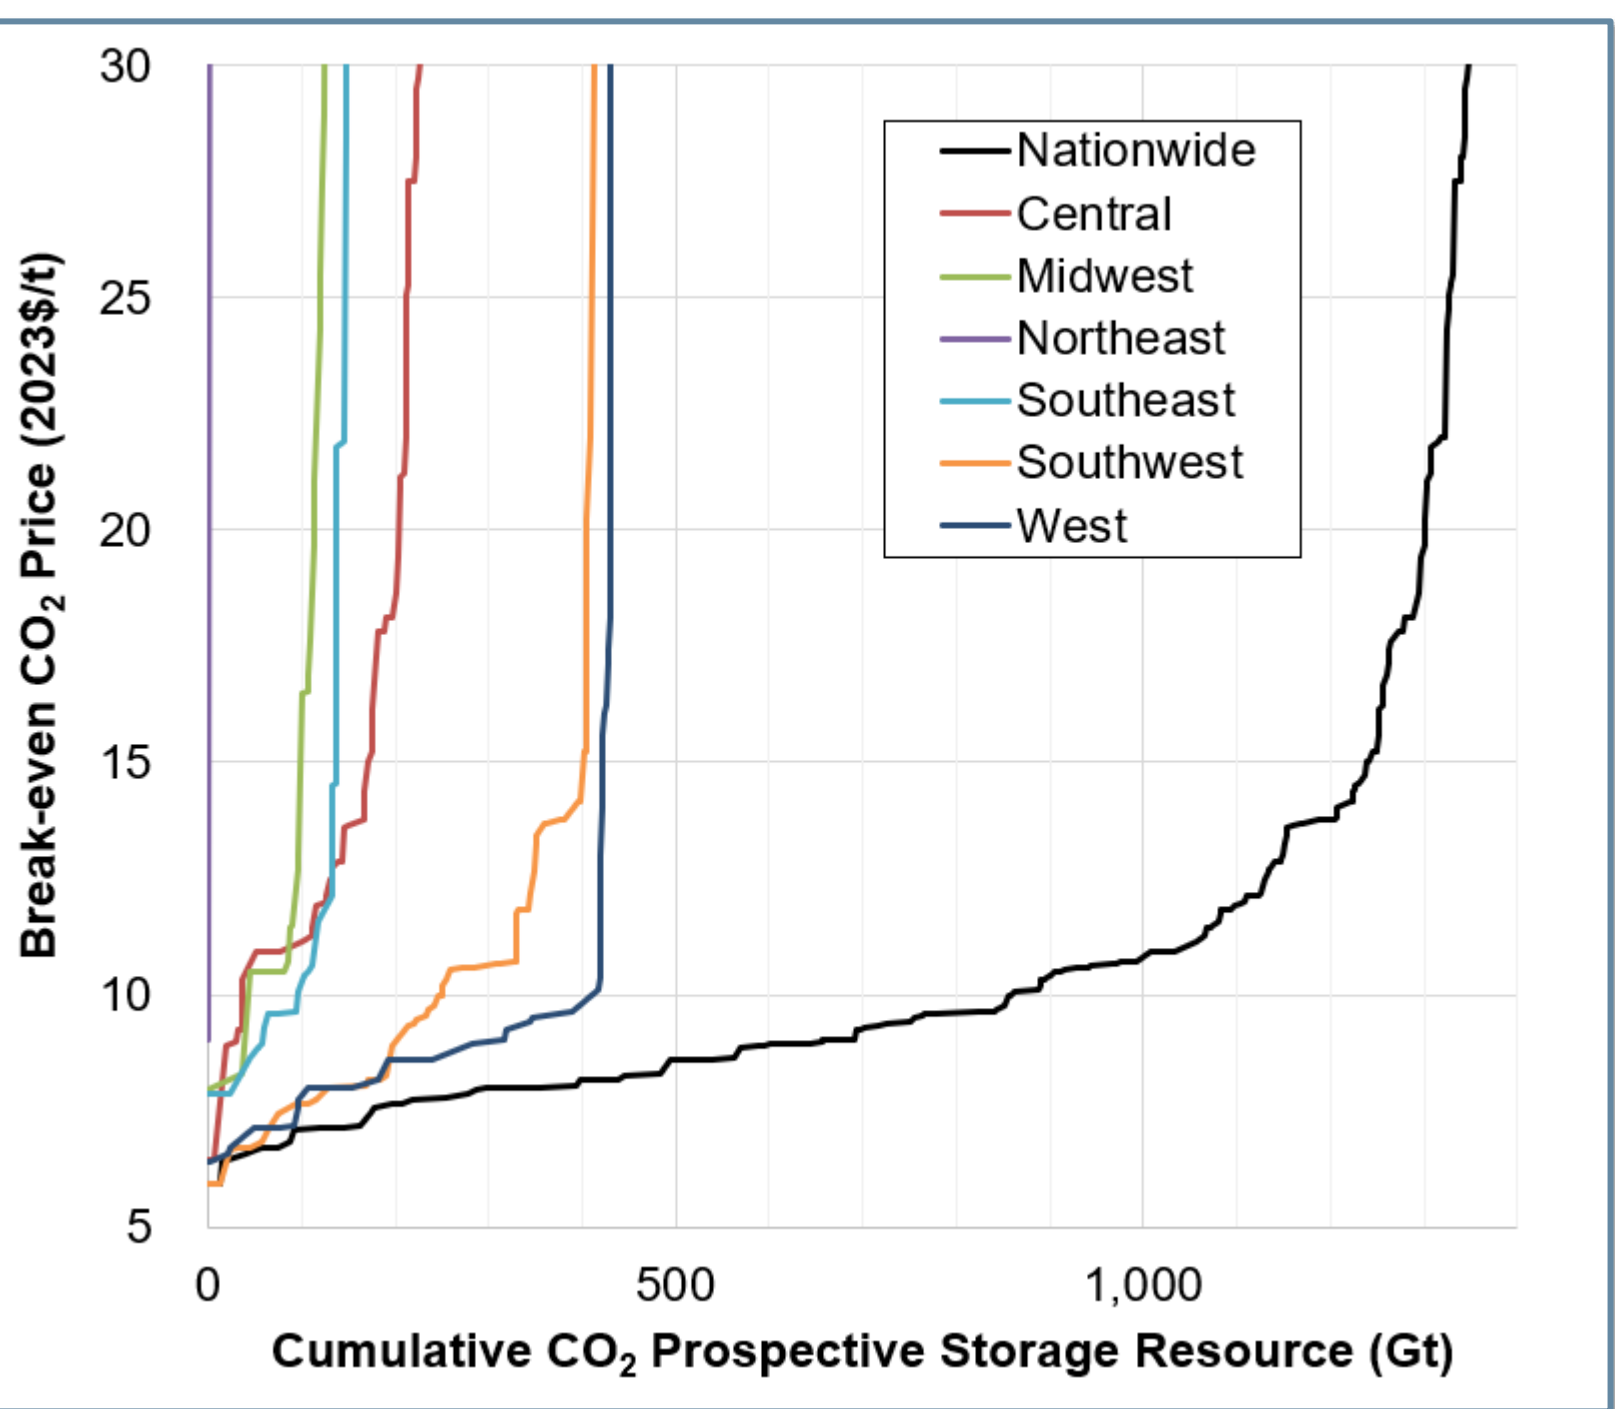 30
25
20
15
10
5
Break-even CO₂ Price (2023$/t)
Nationwide
Central
Midwest
Northeast
Southeast
Southwest
West
0
500
1,000
Cumulative CO₂ Prospective Storage Resource (Gt)